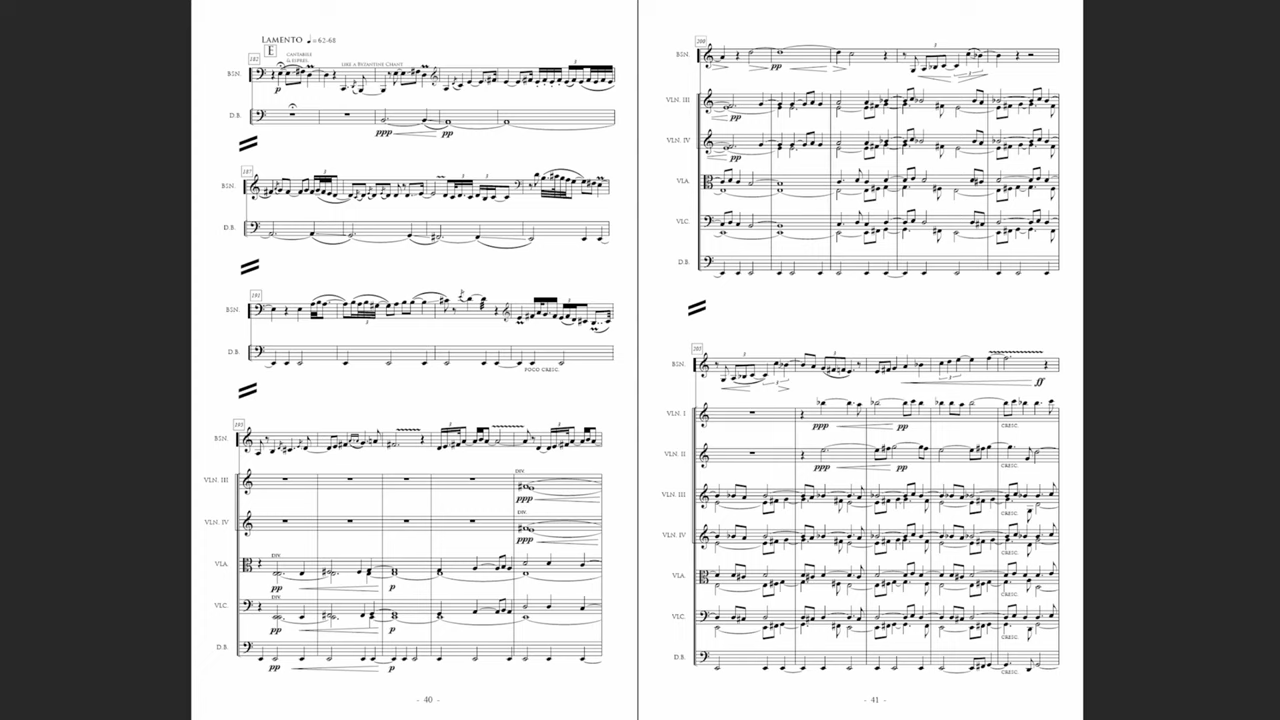 LAMENTO ♩= 62-68
E
CANTABILE
& ESPRES.
182
LIKE A BYZANTINE CHANT
BSN.
p
D.B.
ppp pp
187
BSN.
D.B.
191
BSN.
D.B.
POCO CRESC.
195
BSN.
VLN. III
DIV.
ppp
VLN. IV
DIV.
ppp
VLA.
DIV.
pp p
VLC.
DIV.
pp p
D.B.
pp p
- 40 -
200
BSN.
pp
VLN. III
pp
VLN. IV
pp
VLA.
VLC.
D.B.
205
BSN.
ff
VLN. I
ppp pp CRESC.
VLN. II
ppp pp CRESC.
VLN. III
CRESC.
VLN. IV
CRESC.
VLA.
CRESC.
VLC.
CRESC.
D.B.
CRESC.
- 41 -